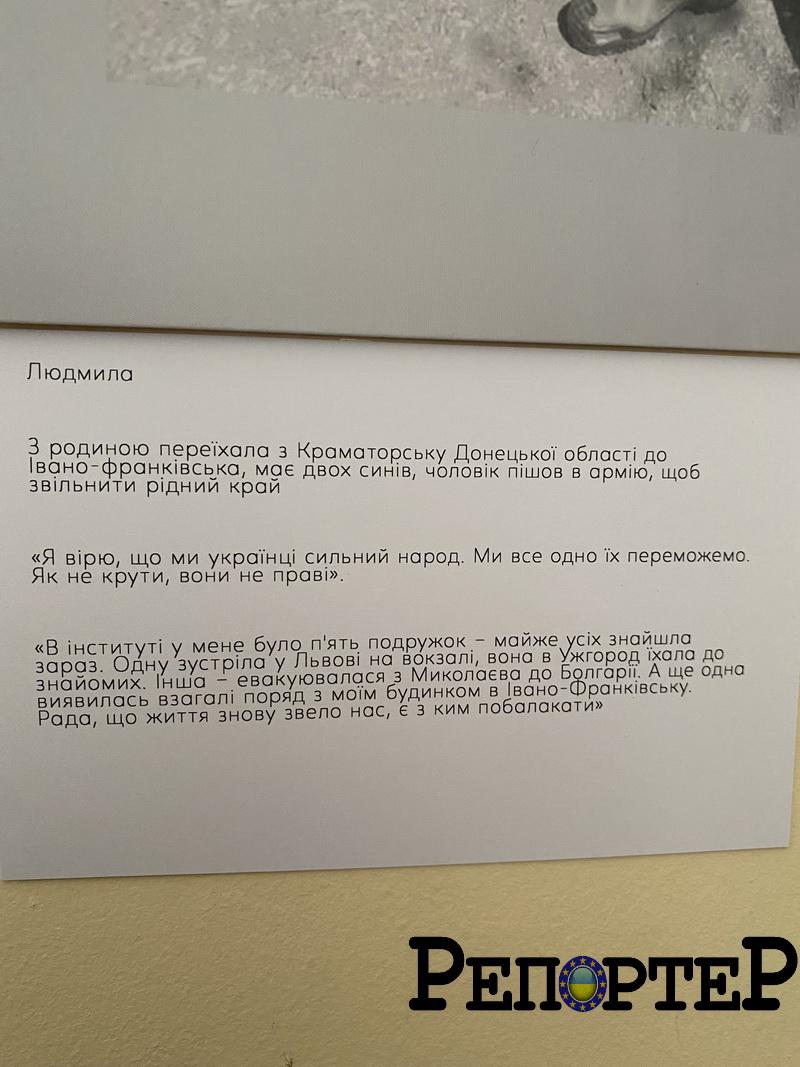 Людмила
З родиною переїхала з Краматорську Донецької області до
Івано-франківська, має двох синів, чоловік пішов в армію, щоб
звільнити рідний край
«Я вірю, що ми українці сильний народ. Ми все одно їх переможемо.
Як не крути, вони не праві».
«В інституті у мене було п'ять подружок – майже усіх знайшла
зараз. Одну зустріла у Львові на вокзалі, вона в Ужгород їхала до
знайомих. Інша – евакуювалася з Миколаєва до Болгарії. А ще одна
виявилась взагалі поряд з моїм будинком в Івано-Франківську.
Рада, що життя знову звело нас, є з ким побалакати»
РЕПОРТЕР